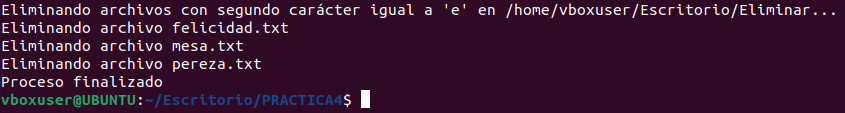 Eliminando archivos con segundo carácter igual a 'e' en /home/vboxuser/Escritorio/Eliminar...
Eliminando archivo felicidad.txt
Eliminando archivo mesa.txt
Eliminando archivo pereza.txt
Proceso finalizado
vboxuser@UBUNTU:~/Escritorio/PRACTICA4$